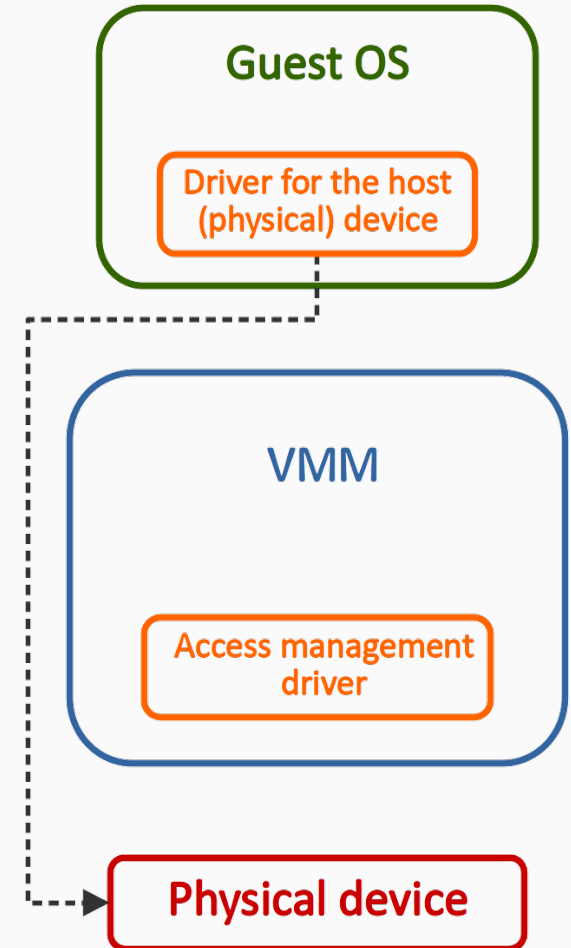 Guest OS
Driver for the host
(physical) device
VMM
Access management
driver
Physical device